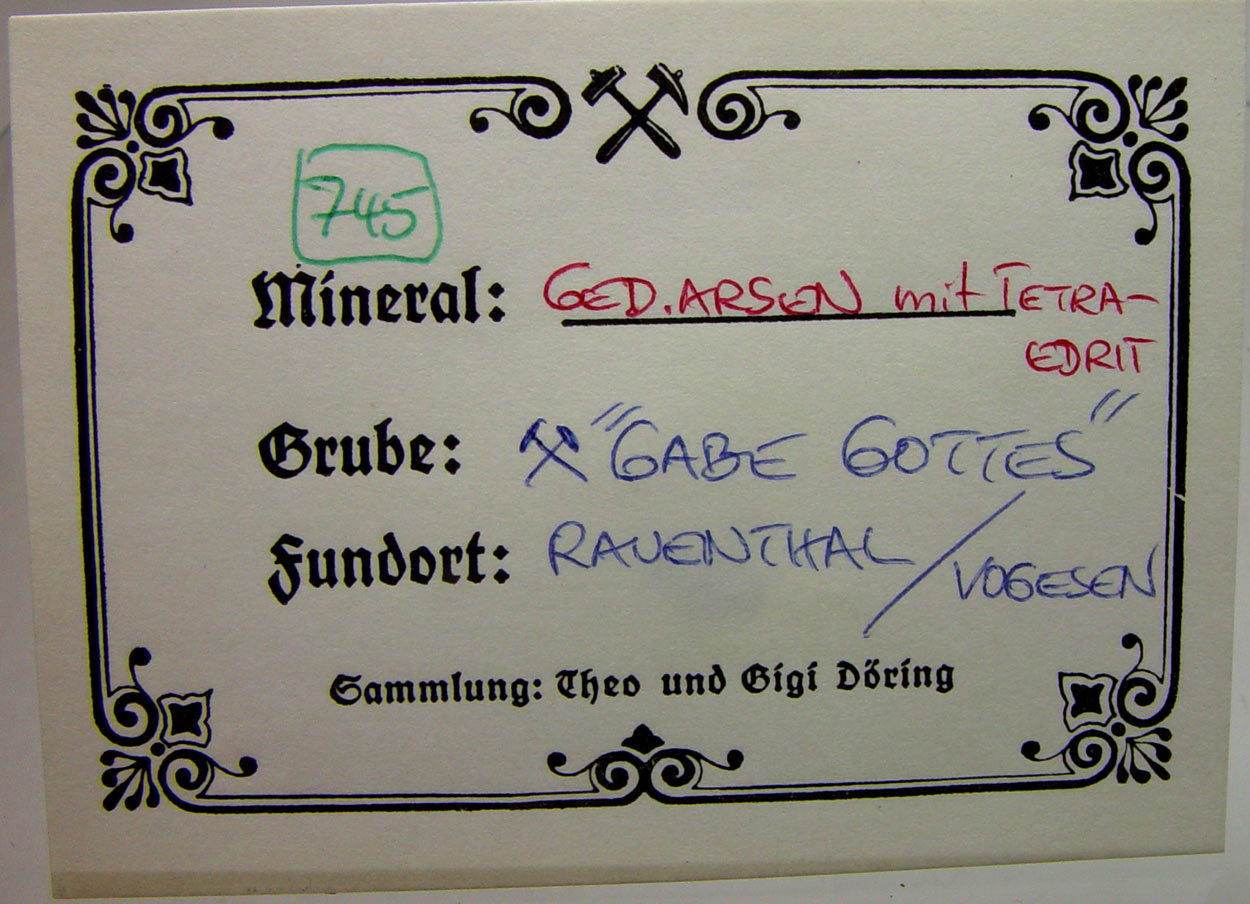 745
Mineral: GED. ARSEN mit TETRA-
EDRIT
Grube: ⚒ "GABE GOTTES"
Fundort: RAUENTHAL / VOGESEN
Sammlung: Theo und Gigi Döring